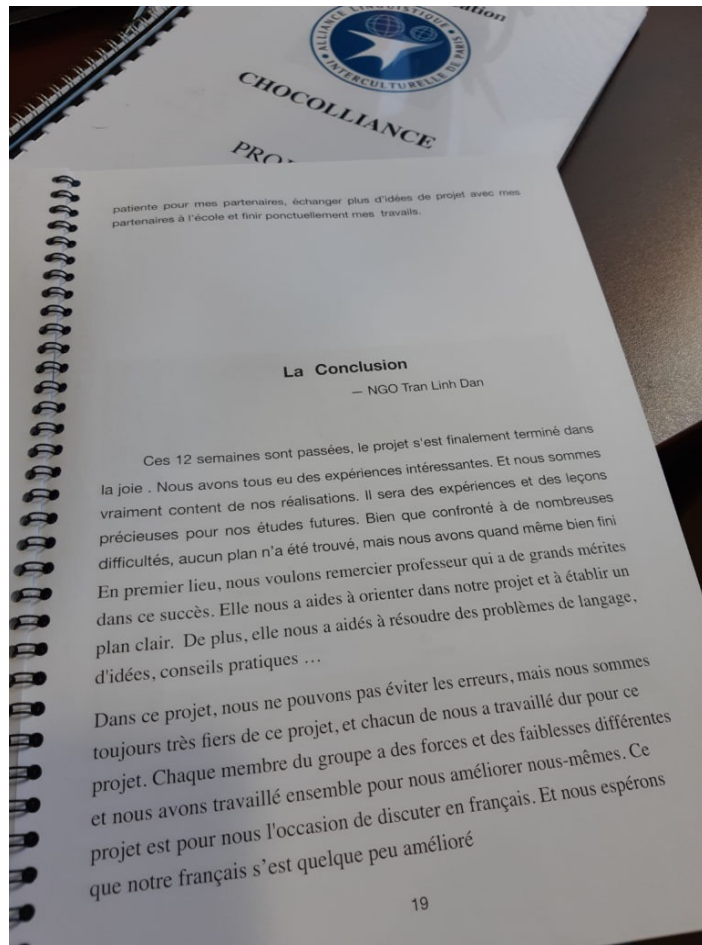 ation
ALLIANCE LINGUISTIQUE
INTERCULTURELLE DE PARIS
CHOCOLLIANCE
patiente pour mes partenaires, échanger plus d'idées de projet avec mes
partenaires à l'école et finir ponctuellement mes travails.
La Conclusion
— NGO Tran Linh Dan
Ces 12 semaines sont passées, le projet s'est finalement terminé dans
la joie . Nous avons tous eu des expériences intéressantes. Et nous sommes
vraiment content de nos réalisations. Il sera des expériences et des leçons
précieuses pour nos études futures. Bien que confronté à de nombreuses
difficultés, aucun plan n'a été trouvé, mais nous avons quand même bien fini
En premier lieu, nous voulons remercier professeur qui a de grands mérites
dans ce succès. Elle nous a aides à orienter dans notre projet et à établir un
plan clair. De plus, elle nous a aidés à résoudre des problèmes de langage,
d'idées, conseils pratiques …
Dans ce projet, nous ne pouvons pas éviter les erreurs, mais nous sommes
toujours très fiers de ce projet, et chacun de nous a travaillé dur pour ce
projet. Chaque membre du groupe a des forces et des faiblesses différentes
et nous avons travaillé ensemble pour nous améliorer nous-mêmes. Ce
projet est pour nous l'occasion de discuter en français. Et nous espérons
que notre français s’est quelque peu amélioré
19